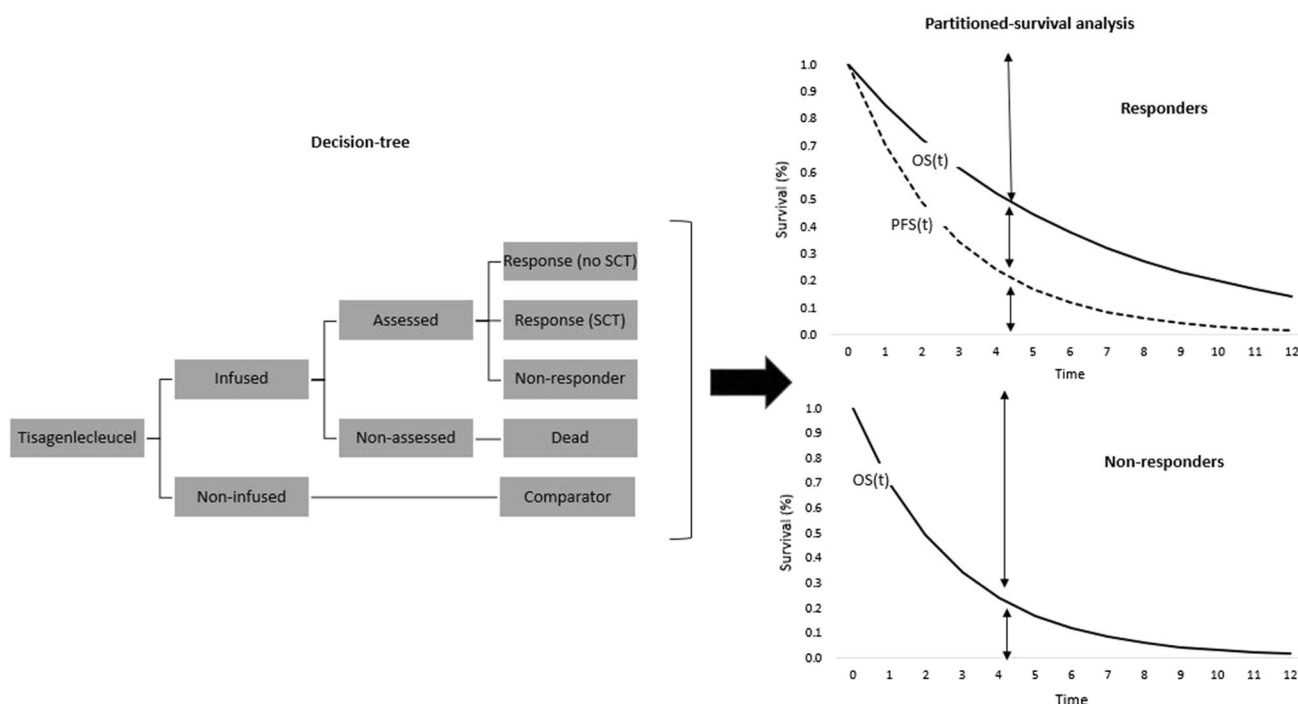 Decision-tree
Tisagenlecleucel
Infused
Non-infused
Assessed
Non-assessed
Response (no SCT)
Response (SCT)
Non-responder
Dead
Comparator
Partitioned-survival analysis
Responders
Survival (%)
1.0
0.9
0.8
0.7
0.6
0.5
0.4
0.3
0.2
0.1
0.0
OS(t)
PFS(t)
0 1 2 3 4 5 6 7 8 9 10 11 12
Time
Non-responders
Survival (%)
1.0
0.9
0.8
0.7
0.6
0.5
0.4
0.3
0.2
0.1
0.0
OS(t)
0 1 2 3 4 5 6 7 8 9 10 11 12
Time